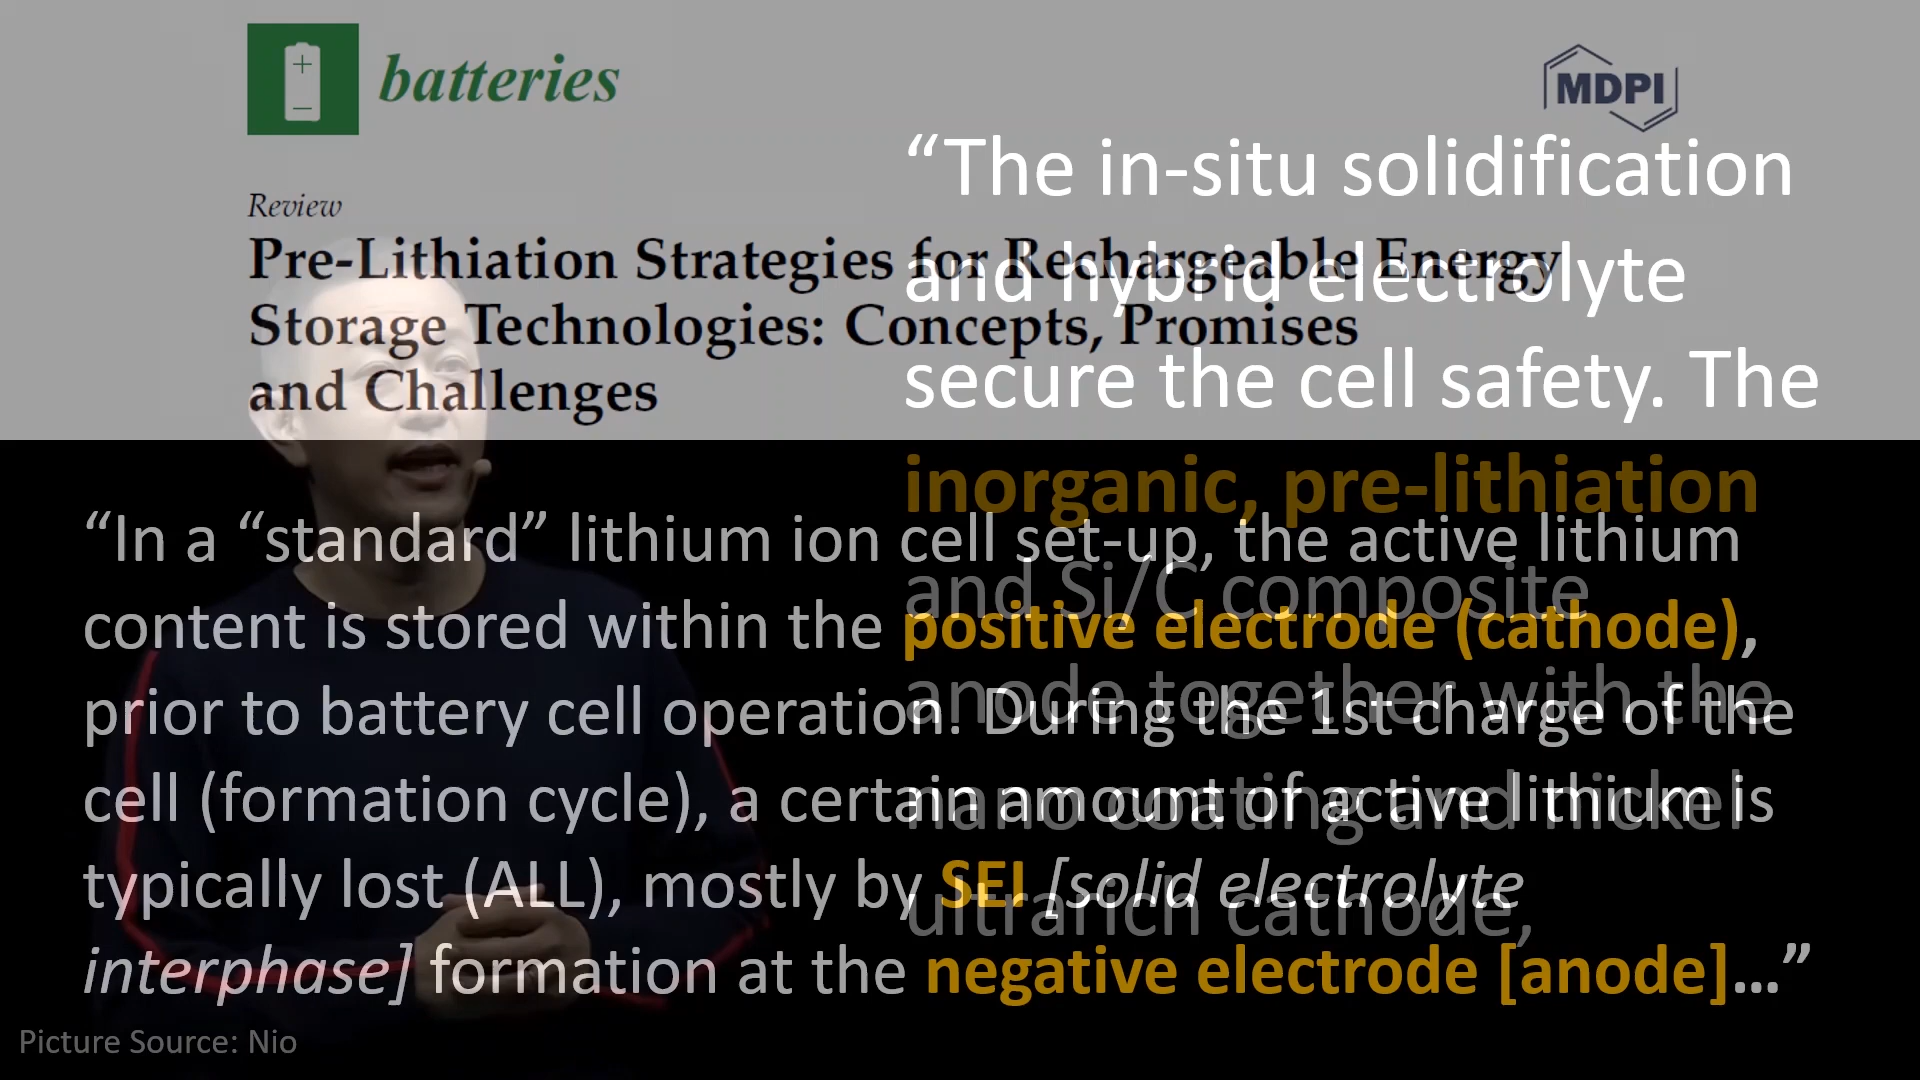 batteries
MDPI
Review
Pre-Lithiation Strategies for Rechargeable Energy
Storage Technologies: Concepts, Promises
and Challenges
“The in-situ solidification
and hybrid electrolyte
secure the cell safety. The
inorganic, pre-lithiation
and Si/C composite
anode together with the
nano coating and nickel
ultrarich cathode,
“In a “standard” lithium ion cell set-up, the active lithium
content is stored within the positive electrode (cathode),
prior to battery cell operation. During the 1st charge of the
cell (formation cycle), a certain amount of active lithium is
typically lost (ALL), mostly by SEI [solid electrolyte
interphase] formation at the negative electrode [anode]…”
Picture Source: Nio